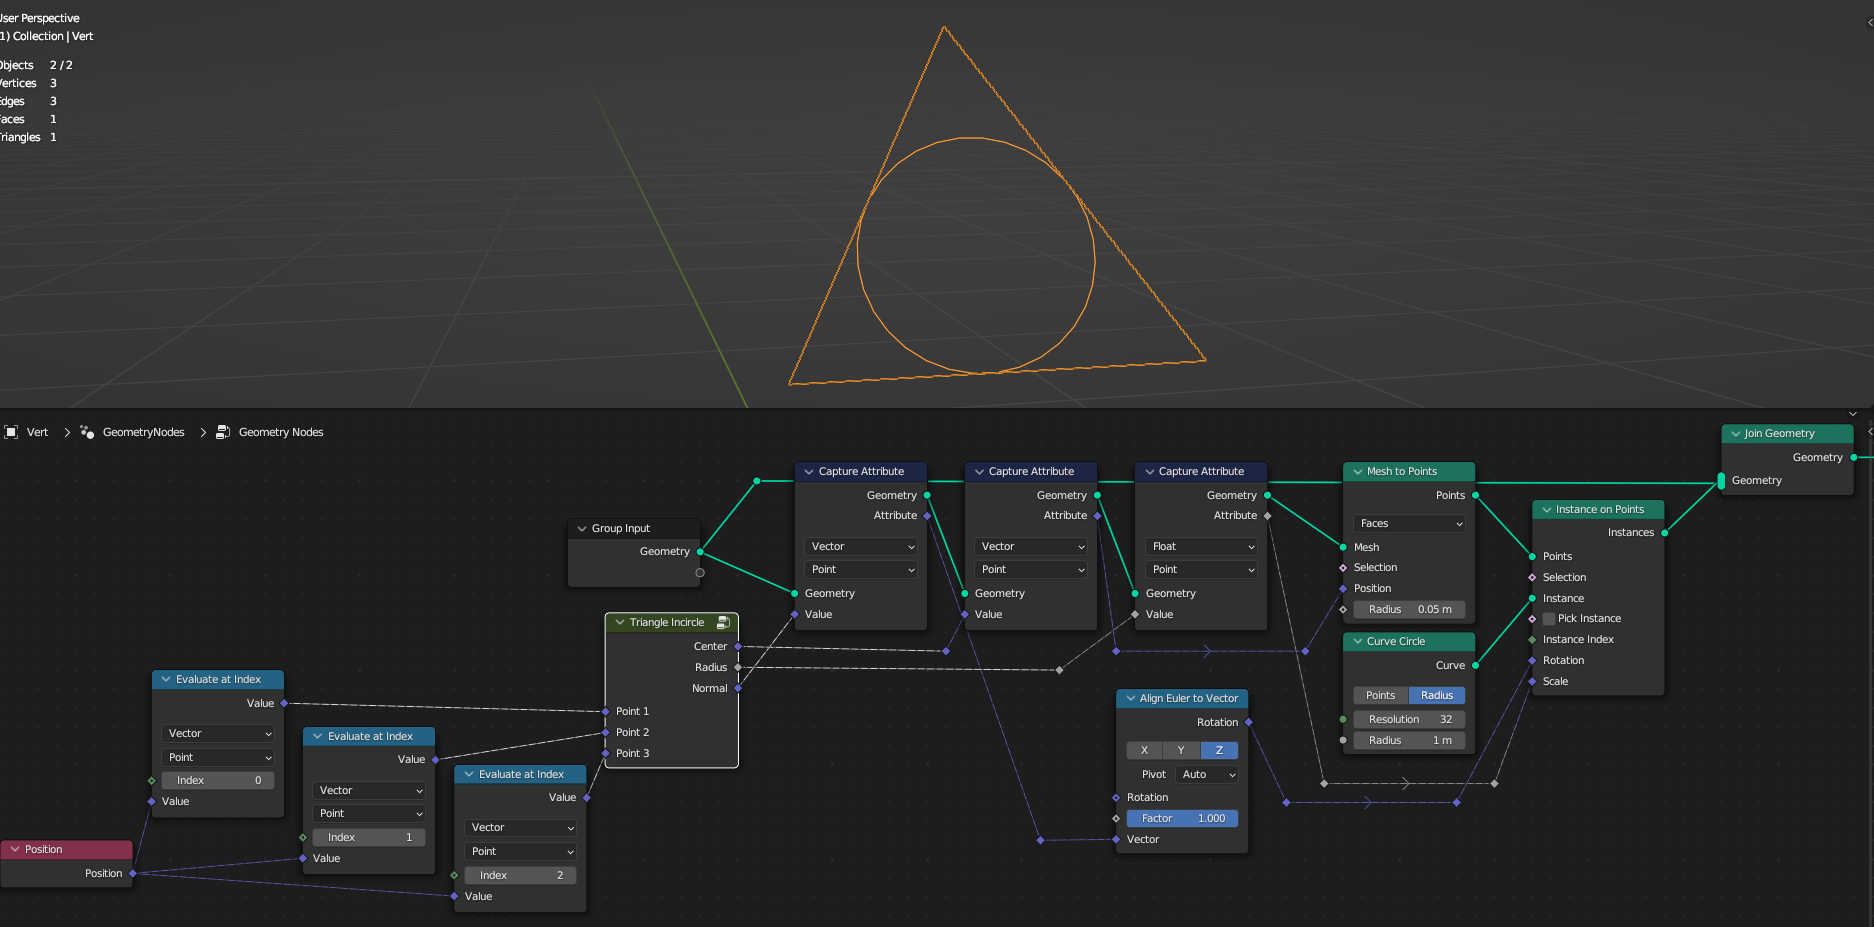 User Perspective
1) Collection | Vert
Objects 2 / 2
Vertices 3
Edges 3
Faces 1
Triangles 1
Vert > GeometryNodes > Geometry Nodes
Join Geometry
Geometry
Geometry
Capture Attribute
Geometry
Attribute
Vector
Point
Geometry
Value
Capture Attribute
Geometry
Attribute
Vector
Point
Geometry
Value
Capture Attribute
Geometry
Attribute
Float
Point
Geometry
Value
Mesh to Points
Points
Faces
Mesh
Selection
Position
Radius 0.05 m
Instance on Points
Instances
Points
Selection
Instance
Pick Instance
Instance Index
Rotation
Scale
Group Input
Geometry
Triangle Incircle
Center
Radius
Normal
Point 1
Point 2
Point 3
Curve Circle
Curve
Points Radius
Resolution 32
Radius 1 m
Evaluate at Index
Value
Vector
Point
Index 0
Value
Evaluate at Index
Value
Vector
Point
Index 1
Value
Evaluate at Index
Value
Vector
Point
Index 2
Value
Align Euler to Vector
Rotation
X Y Z
Pivot Auto
Rotation
Factor 1.000
Vector
Position
Position